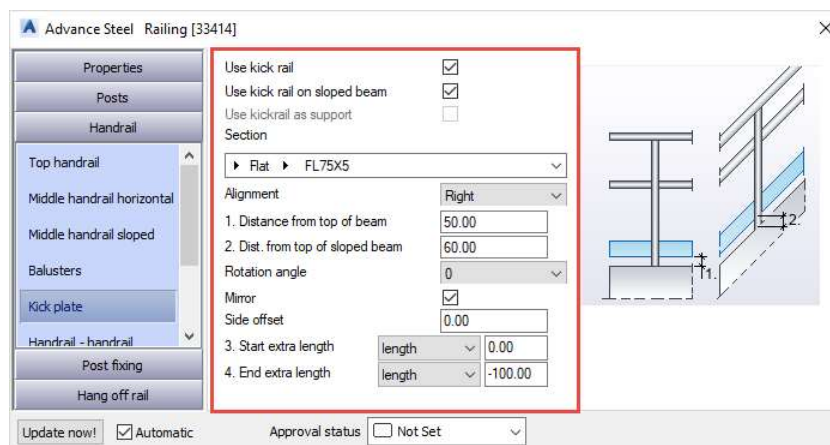 Advance Steel Railing [33414]
Properties
Posts
Handrail
Top handrail
Middle handrail horizontal
Middle handrail sloped
Balusters
Kick plate
Handrail - handrail
Post fixing
Hang off rail
Use kick rail
Use kick rail on sloped beam
Use kickrail as support
Section
Flat FL75X5
Alignment Right
1. Distance from top of beam 50.00
2. Dist. from top of sloped beam 60.00
Rotation angle 0
Mirror
Side offset 0.00
3. Start extra length length 0.00
4. End extra length length -100.00
1.
2.
Update now! Automatic Approval status Not Set